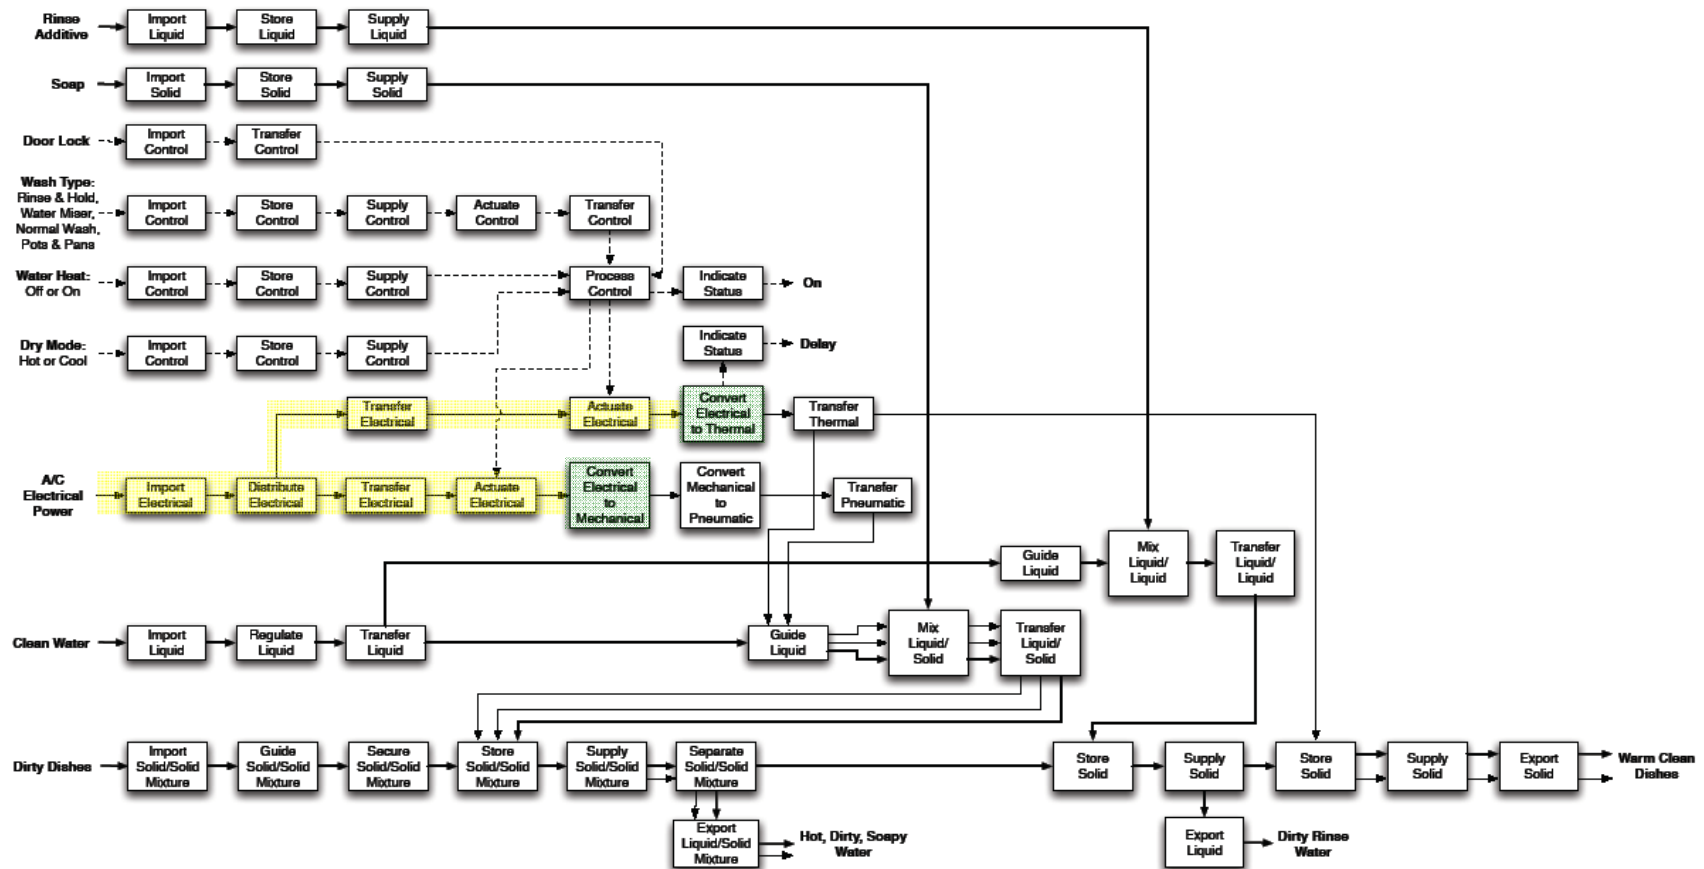 Rinse
Additive
Import
Liquid
Store
Liquid
Supply
Liquid
Soap
Import
Solid
Store
Solid
Supply
Solid
Door Lock
Import
Control
Transfer
Control
Wash Type:
Rinse & Hold,
Water Miser,
Normal Wash,
Pots & Pans
Import
Control
Store
Control
Supply
Control
Actuate
Control
Transfer
Control
Water Heat:
Off or On
Import
Control
Store
Control
Supply
Control
Process
Control
Indicate
Status
On
Dry Mode:
Hot or Cool
Import
Control
Store
Control
Supply
Control
Indicate
Status
Delay
Transfer
Electrical
Actuate
Electrical
Convert
Electrical
to Thermal
Transfer
Thermal
A/C
Electrical
Power
Import
Electrical
Distribute
Electrical
Transfer
Electrical
Actuate
Electrical
Convert
Electrical
to
Mechanical
Convert
Mechanical
to
Pneumatic
Transfer
Pneumatic
Guide
Liquid
Mix
Liquid/
Liquid
Transfer
Liquid/
Liquid
Clean Water
Import
Liquid
Regulate
Liquid
Transfer
Liquid
Guide
Liquid
Mix
Liquid/
Solid
Transfer
Liquid/
Solid
Dirty Dishes
Import
Solid/Solid
Mixture
Guide
Solid/Solid
Mixture
Secure
Solid/Solid
Mixture
Store
Solid/Solid
Mixture
Supply
Solid/Solid
Mixture
Separate
Solid/Solid
Mixture
Store
Solid
Supply
Solid
Store
Solid
Supply
Solid
Export
Solid
Warm Clean
Dishes
Export
Liquid/Solid
Mixture
Hot, Dirty, Soapy
Water
Export
Liquid
Dirty Rinse
Water